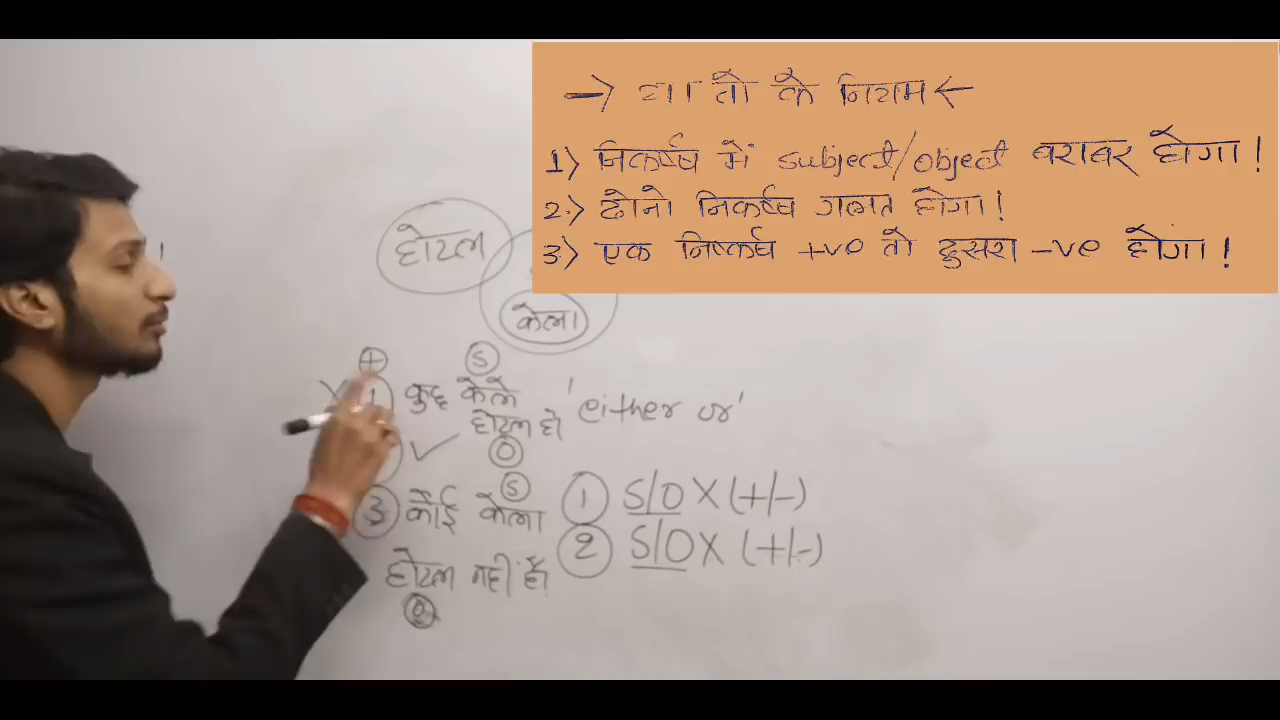 → या तो के नियम ←
1) निकर्ष्ष में subject/object बराबर होगा!
2) दोनो निकर्ष्ष गलत होगा!
3) एक निष्कर्ष +ve तो दुसरा -ve होगा!
होटल
केला
+ S
1 कुछ केले
होटल हो 'either or'
✓ O
S
3 कोई केला
होटल नहीं है।
O
1 S/O X (+/-)
2 S/O X (+/-)